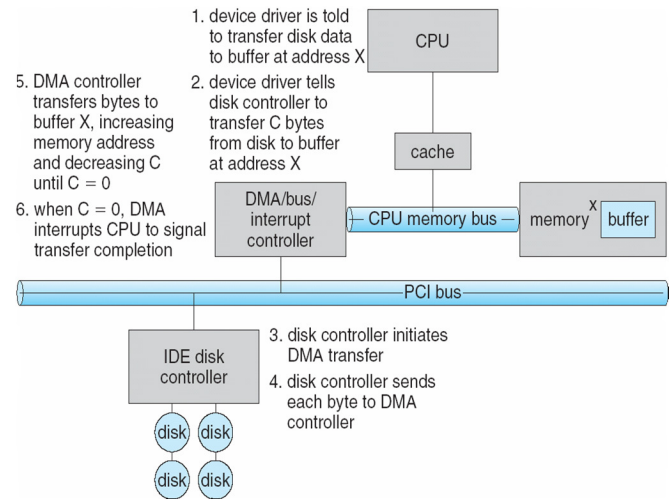 1. device driver is told
to transfer disk data
to buffer at address X
CPU
5. DMA controller
transfers bytes to
buffer X, increasing
memory address
and decreasing C
until C = 0
2. device driver tells
disk controller to
transfer C bytes
from disk to buffer
at address X
cache
6. when C = 0, DMA
interrupts CPU to signal
transfer completion
DMA/bus/
interrupt
controller
CPU memory bus
memory
X
buffer
PCI bus
IDE disk
controller
3. disk controller initiates
DMA transfer
4. disk controller sends
each byte to DMA
controller
disk
disk
disk
disk